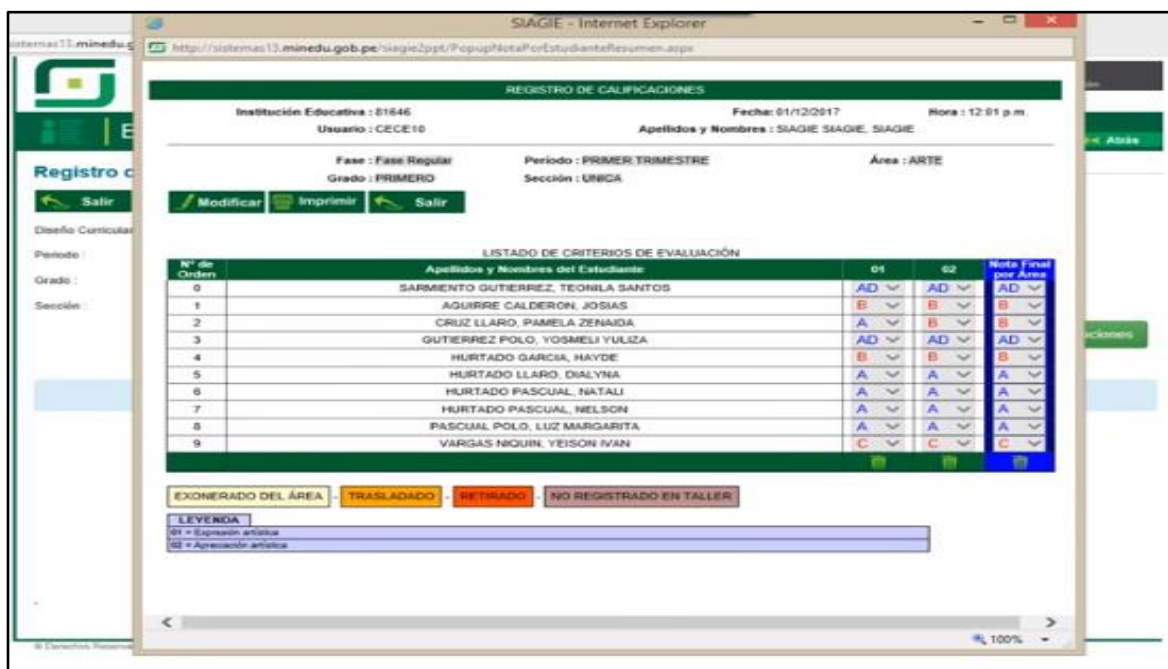 SIAGIE - Internet Explorer
http://sistemas13.minedu.gob.pe/siagie2ppt/PopupNotaPorEstudianteResumen.aspx
REGISTRO DE CALIFICACIONES
Institución Educativa : 81646 Fecha: 01/12/2017 Hora : 12:01 p.m.
Usuario : CECE10 Apellidos y Nombres : SIAGIE SIAGIE, SIAGIE
Fase : Fase Regular Período : PRIMER TRIMESTRE Área : ARTE
Grado : PRIMERO Sección : UNICA
Modificar Imprimir Salir
LISTADO DE CRITERIOS DE EVALUACIÓN
N° de Orden Apellidos y Nombres del Estudiante 01 02 Nota Final por Área
0 SARMIENTO GUTIERREZ, TEONILA SANTOS AD AD AD
1 AGUIRRE CALDERON, JOSIAS B B B
2 CRUZ LLARO, PAMELA ZENAIDA A B B
3 GUTIERREZ POLO, YOSMELI YULIZA AD AD AD
4 HURTADO GARCIA, HAYDE B B B
5 HURTADO LLARO, DIALYNA A A A
6 HURTADO PASCUAL, NATALI A A A
7 HURTADO PASCUAL, NELSON A A A
8 PASCUAL POLO, LUZ MARGARITA A A A
9 VARGAS NIQUIN, YEISON IVAN C C C
EXONERADO DEL ÁREA - TRASLADADO - RETIRADO - NO REGISTRADO EN TALLER
LEYENDA
01 = Expresión artística
02 = Apreciación artística
100%
Registro
Salir
Atrás
Diseño Curricular
Periodo :
Grado :
Sección :